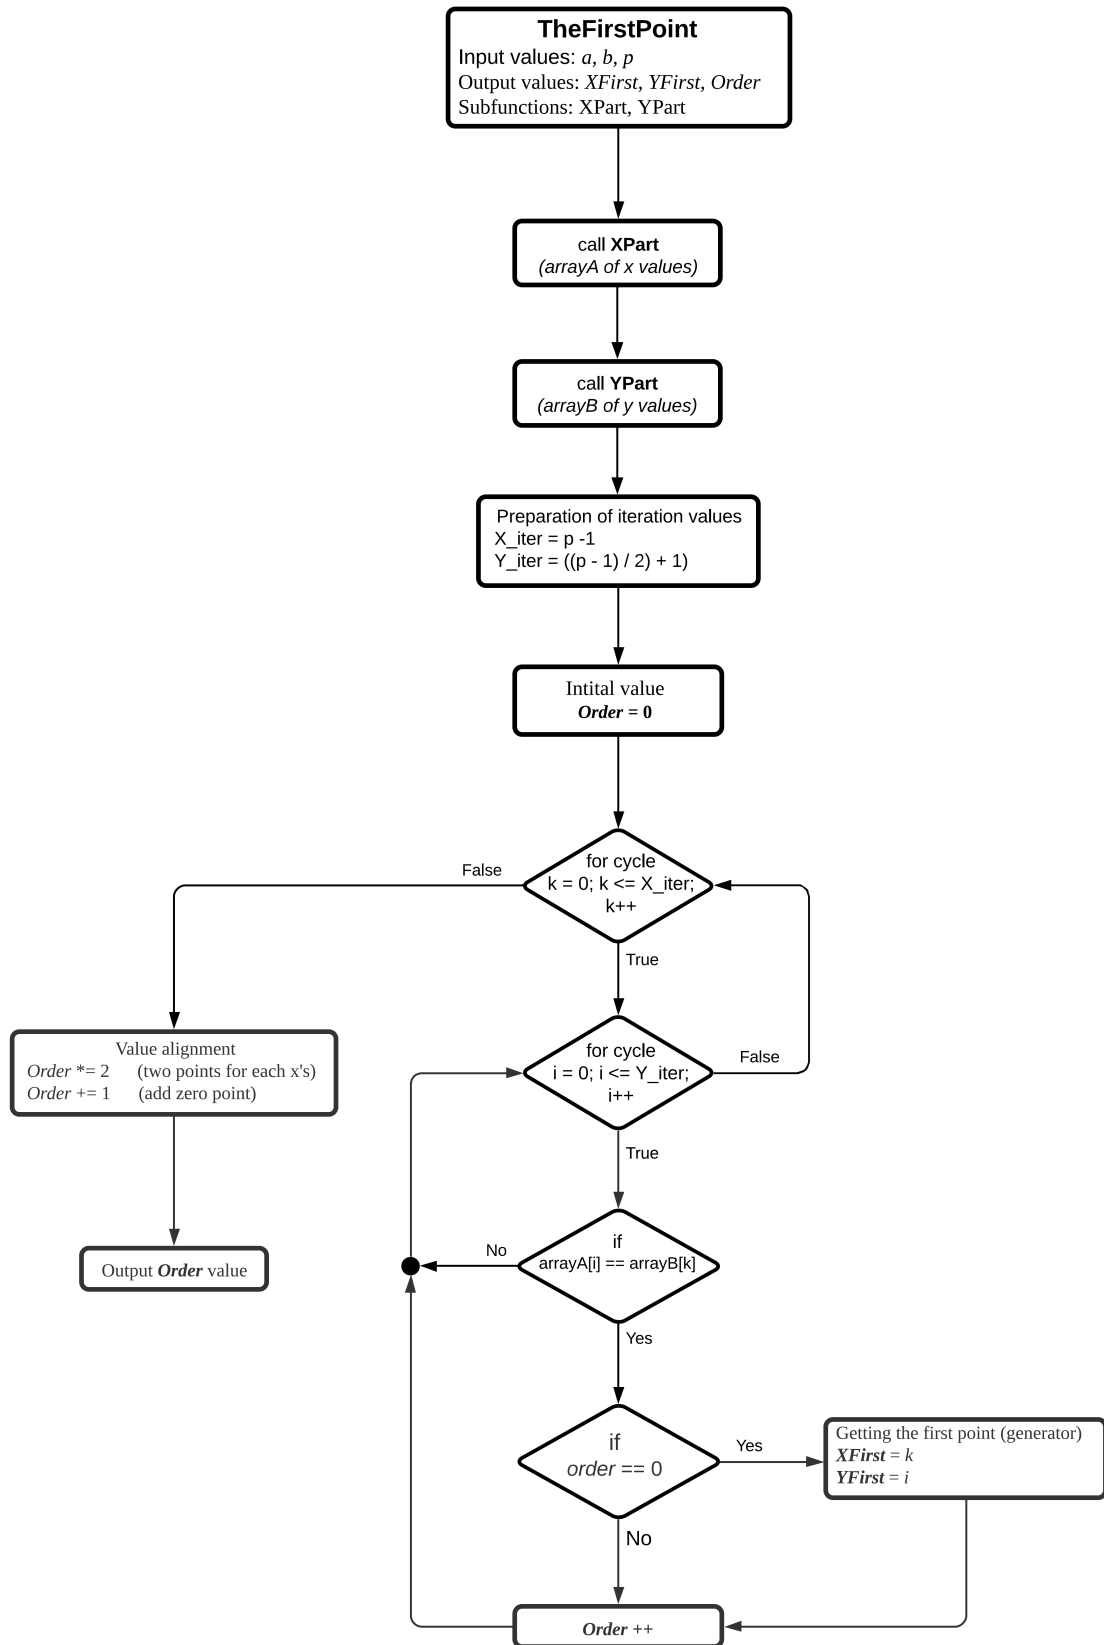 TheFirstPoint
Input values: a, b, p
Output values: XFirst, YFirst, Order
Subfunctions: XPart, YPart
call XPart
(arrayA of x values)
call YPart
(arrayB of y values)
Preparation of iteration values
X_iter = p -1
Y_iter = ((p - 1) / 2) + 1)
Intital value
Order = 0
for cycle
k = 0; k <= X_iter;
k++
False
True
for cycle
i = 0; i <= Y_iter;
i++
False
True
Value alignment
Order *= 2 (two points for each x's)
Order += 1 (add zero point)
Output Order value
if
arrayA[i] == arrayB[k]
No
Yes
if
order == 0
Yes
No
Getting the first point (generator)
XFirst = k
YFirst = i
Order ++